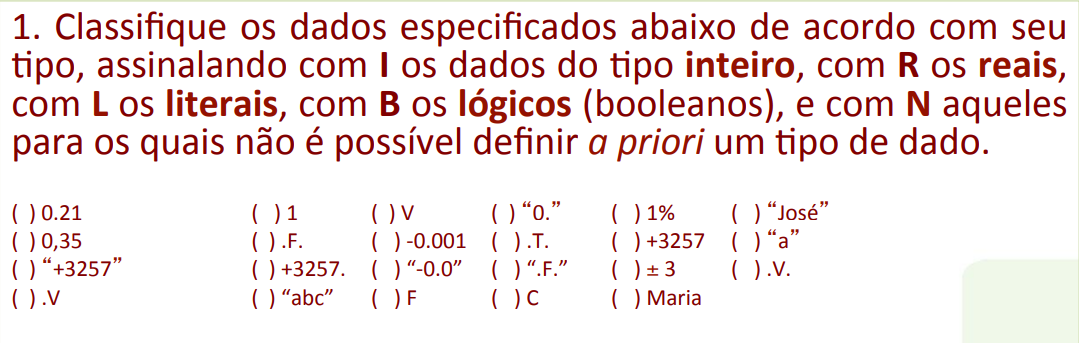 1. Classifique os dados especificados abaixo de acordo com seu
tipo, assinalando com I os dados do tipo inteiro, com R os reais,
com L os literais, com B os lógicos (booleanos), e com N aqueles
para os quais não é possível definir a priori um tipo de dado.
( ) 0.21 ( ) 1 ( ) V ( ) “0.” ( ) 1% ( ) “José”
( ) 0,35 ( ) .F. ( ) -0.001 ( ) .T. ( ) +3257 ( ) “a”
( ) “+3257” ( ) +3257. ( ) “-0.0” ( ) “.F.” ( ) ± 3 ( ) .V.
( ) .V ( ) “abc” ( ) F ( ) C ( ) Maria